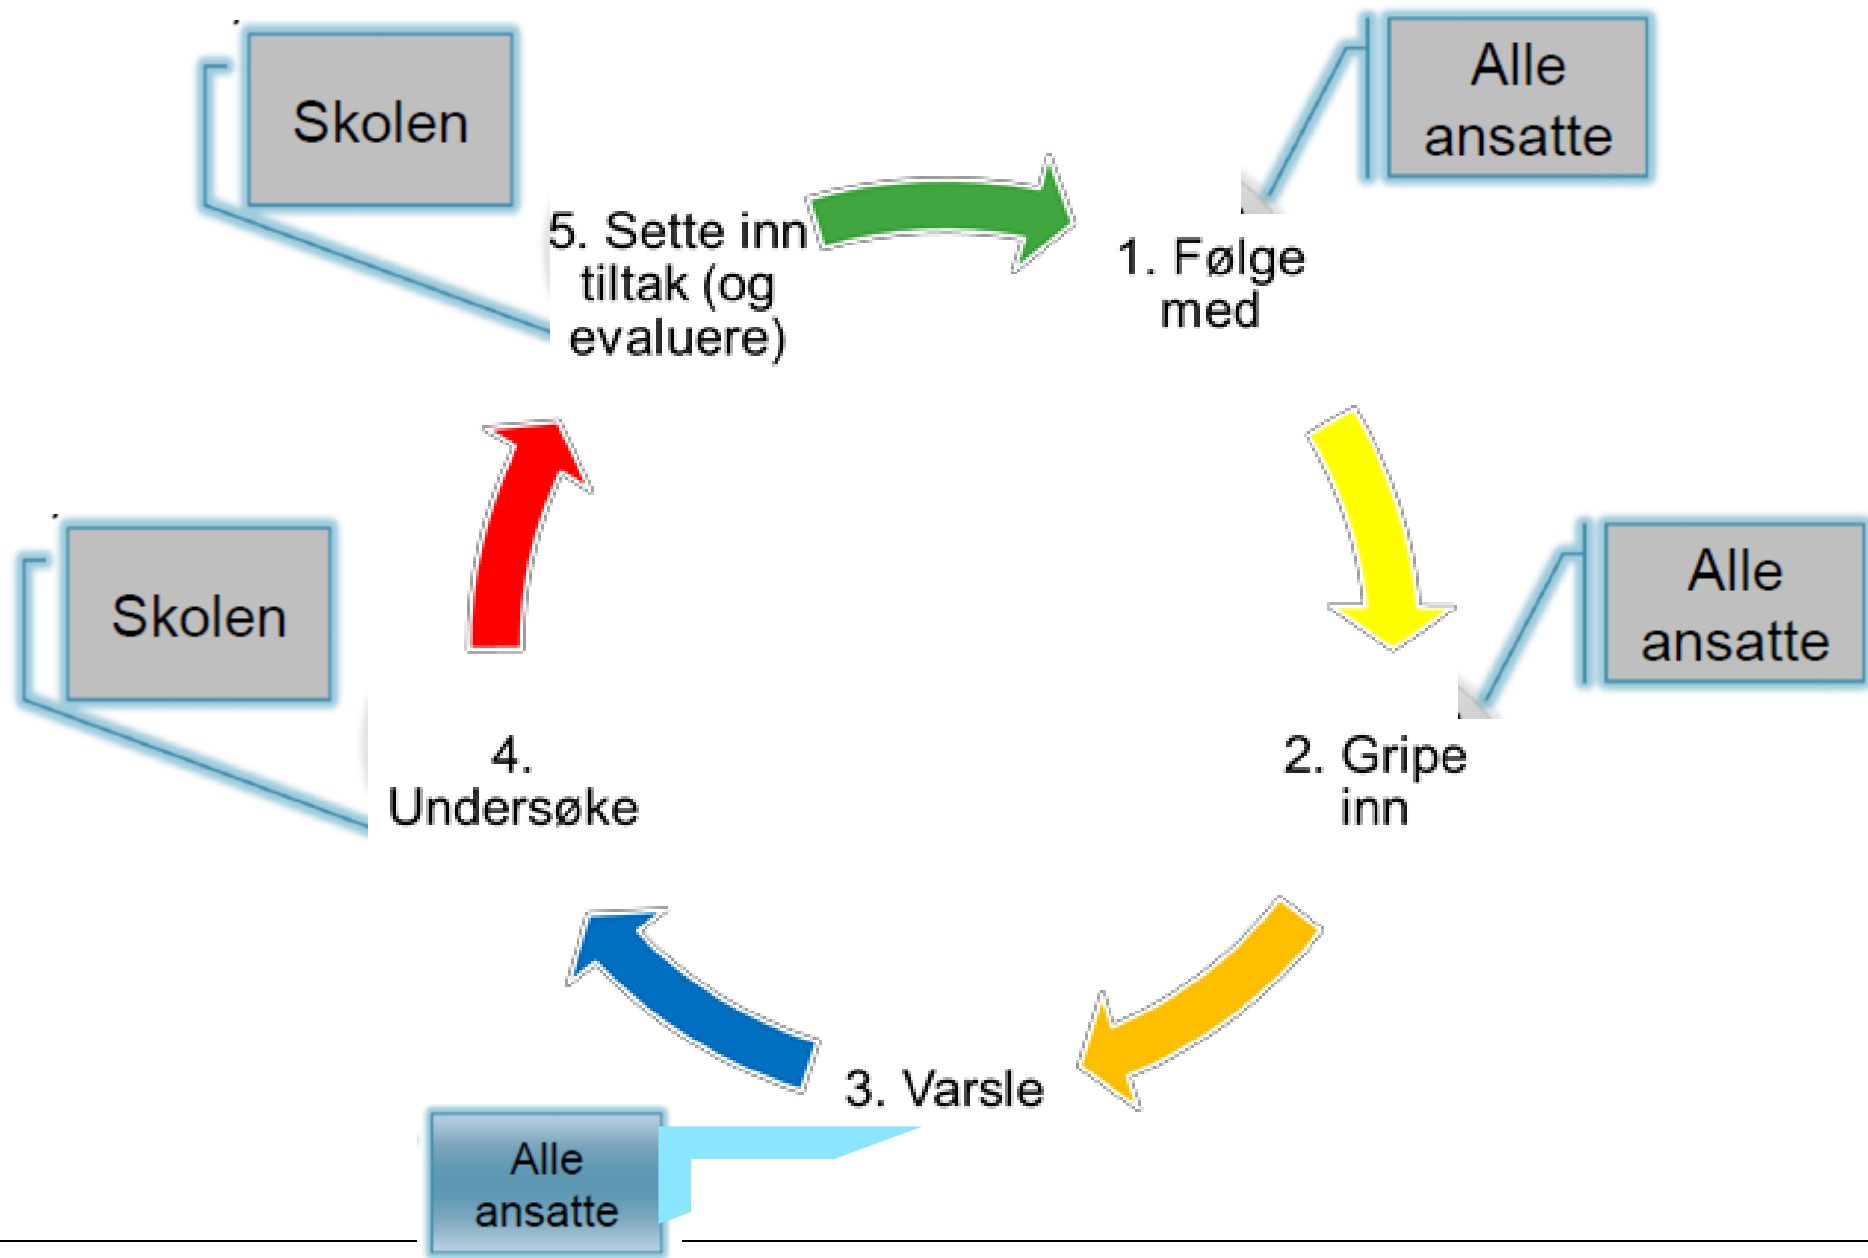 Skolen
Alle
ansatte
5. Sette inn
tiltak (og
evaluere)
1. Følge
med
Skolen
Alle
ansatte
4.
Undersøke
2. Gripe
inn
3. Varsle
Alle
ansatte